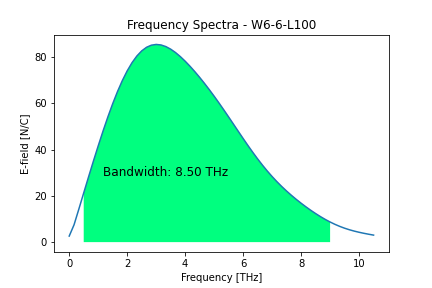 Frequency Spectra - W6-6-L100
E-field [N/C]
80
60
40
20
0
Bandwidth: 8.50 THz
0 2 4 6 8 10
Frequency [THz]